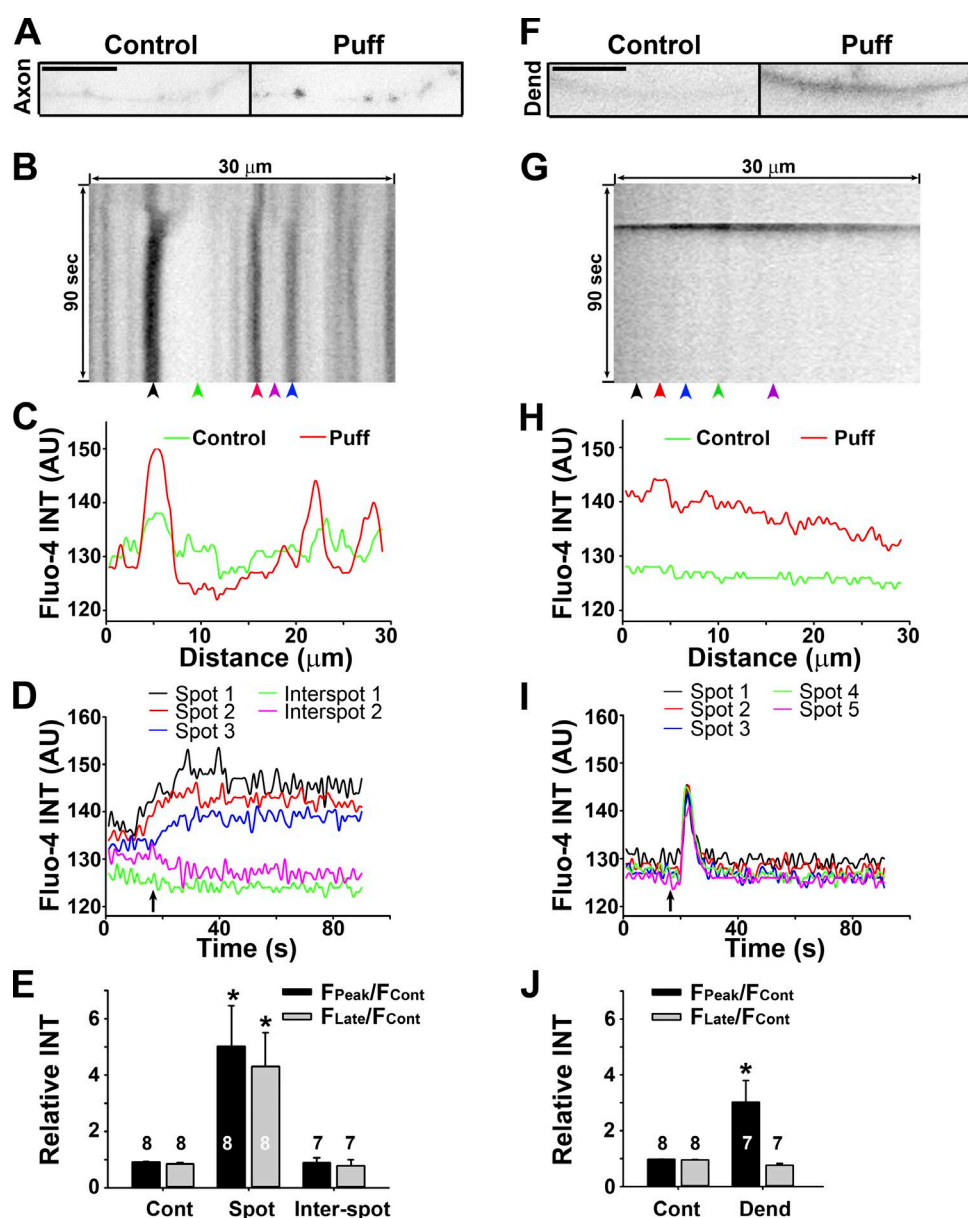 A
Control
Puff
Axon
B
30 μm
90 sec
C
Control
Puff
Fluo-4 INT (AU)
150
140
130
120
0
10
20
30
Distance (μm)
D
Spot 1
Spot 2
Spot 3
Interspot 1
Interspot 2
Fluo-4 INT (AU)
160
150
140
130
120
0
20
40
60
80
Time (s)
E
FPeak/FCont
FLate/FCont
Relative INT
6
4
2
0
8
8
*
8
*
8
7
7
Cont
Spot
Inter-spot
F
Control
Puff
Dend
G
30 μm
90 sec
H
Control
Puff
Fluo-4 INT (AU)
150
140
130
120
0
10
20
30
Distance (μm)
I
Spot 1
Spot 2
Spot 3
Spot 4
Spot 5
Fluo-4 INT (AU)
160
150
140
130
120
0
40
80
Time (s)
J
FPeak/FCont
FLate/FCont
Relative INT
6
4
2
0
8
8
*
7
7
Cont
Dend